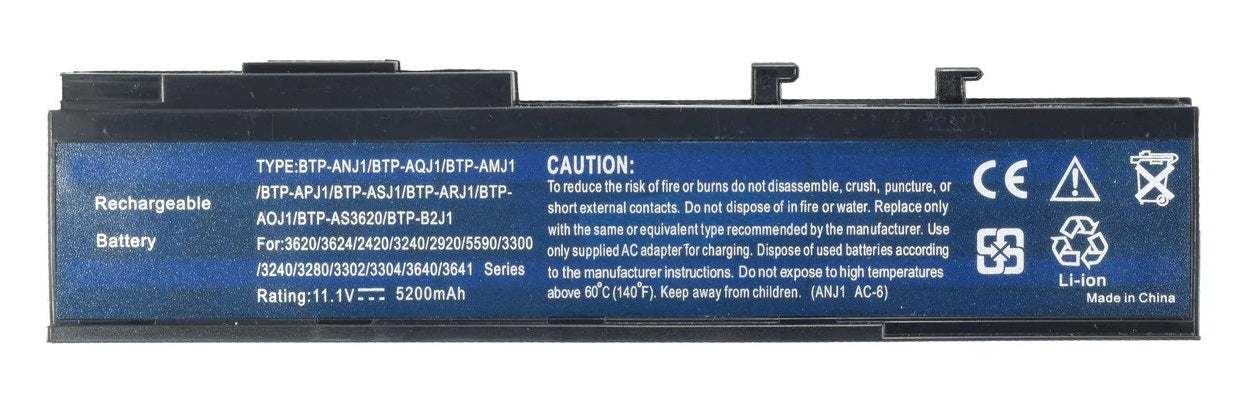 Rechargeable
Battery
TYPE:BTP-ANJ1/BTP-AQJ1/BTP-AMJ1
/BTP-APJ1/BTP-ASJ1/BTP-ARJ1/BTP-
AOJ1/BTP-AS3620/BTP-B2J1
For:3620/3624/2420/3240/2920/5590/3300
/3240/3280/3302/3304/3640/3641 Series
Rating:11.1V⎓ 5200mAh
CAUTION:
To reduce the risk of fire or burns do not disassemble, crush, puncture, or
short external contacts. Do not dispose of in fire or water. Replace only
with the same or equivalent type recommended by the manufacturer. Use
only supplied AC adapterTor charging. Dispose of used batteries according
to the manufacturer instructions. Do not expose to high temperatures
above 60°C (140°F). Keep away from children. (ANJ1 AC-6)
CE
Li-ion
Made in China